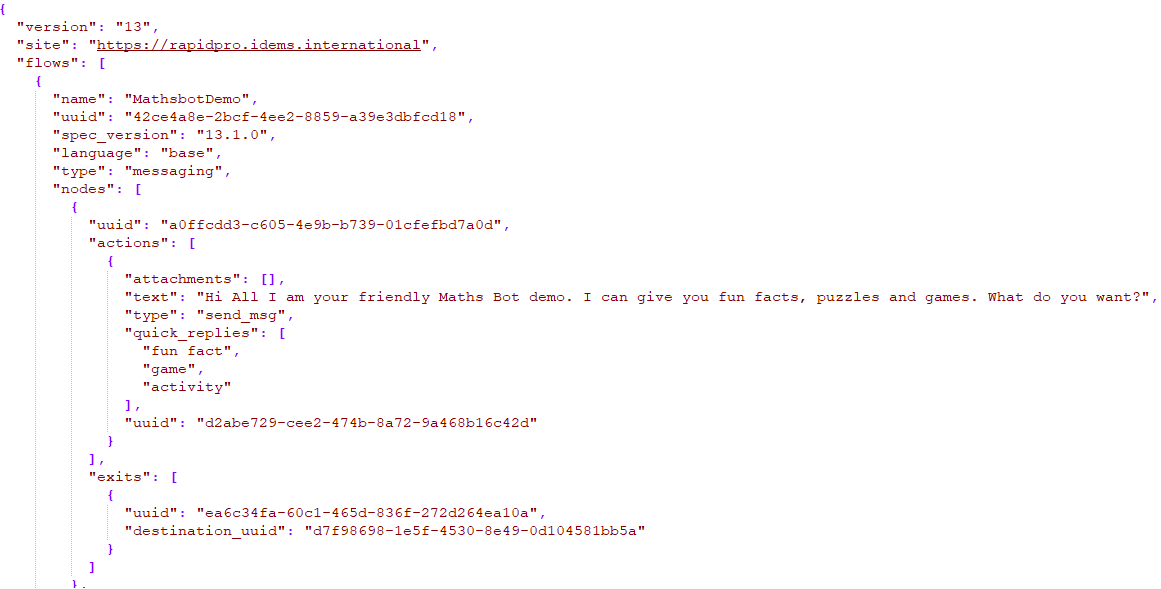 {
"version": "13",
"site": "https://rapidpro.idems.international",
"flows": [
{
"name": "MathsbotDemo",
"uuid": "42ce4a8e-2bcf-4ee2-8859-a39e3dbfcd18",
"spec_version": "13.1.0",
"language": "base",
"type": "messaging",
"nodes": [
{
"uuid": "a0ffcdd3-c605-4e9b-b739-01cfefbd7a0d",
"actions": [
{
"attachments": [],
"text": "Hi All I am your friendly Maths Bot demo. I can give you fun facts, puzzles and games. What do you want?",
"type": "send_msg",
"quick_replies": [
"fun fact",
"game",
"activity"
],
"uuid": "d2abe729-cee2-474b-8a72-9a468b16c42d"
}
],
"exits": [
{
"uuid": "ea6c34fa-60c1-465d-836f-272d264ea10a",
"destination_uuid": "d7f98698-1e5f-4530-8e49-0d104581bb5a"
}
]
},